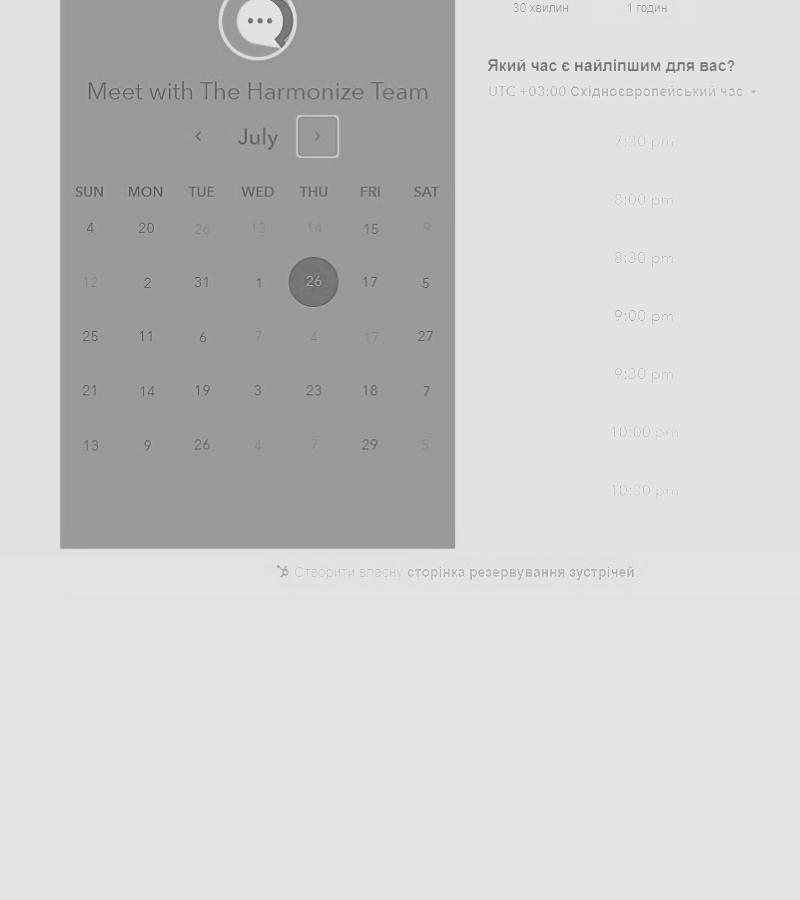 30 хвилин 1 годин
Meet with The Harmonize Team
Який час є найліпшим для вас?
UTC +03:00 Східноєвропейський час
July
SUN MON TUE WED THU FRI SAT
4 20 26 13 14 15 9
12 2 31 1 26 17 5
25 11 6 7 4 17 27
21 14 19 3 23 18 7
13 9 26 4 7 29 5
7:30 pm
8:00 pm
8:30 pm
9:00 pm
9:30 pm
10:00 pm
10:30 pm
Створити власну сторінка резервування зустрічей